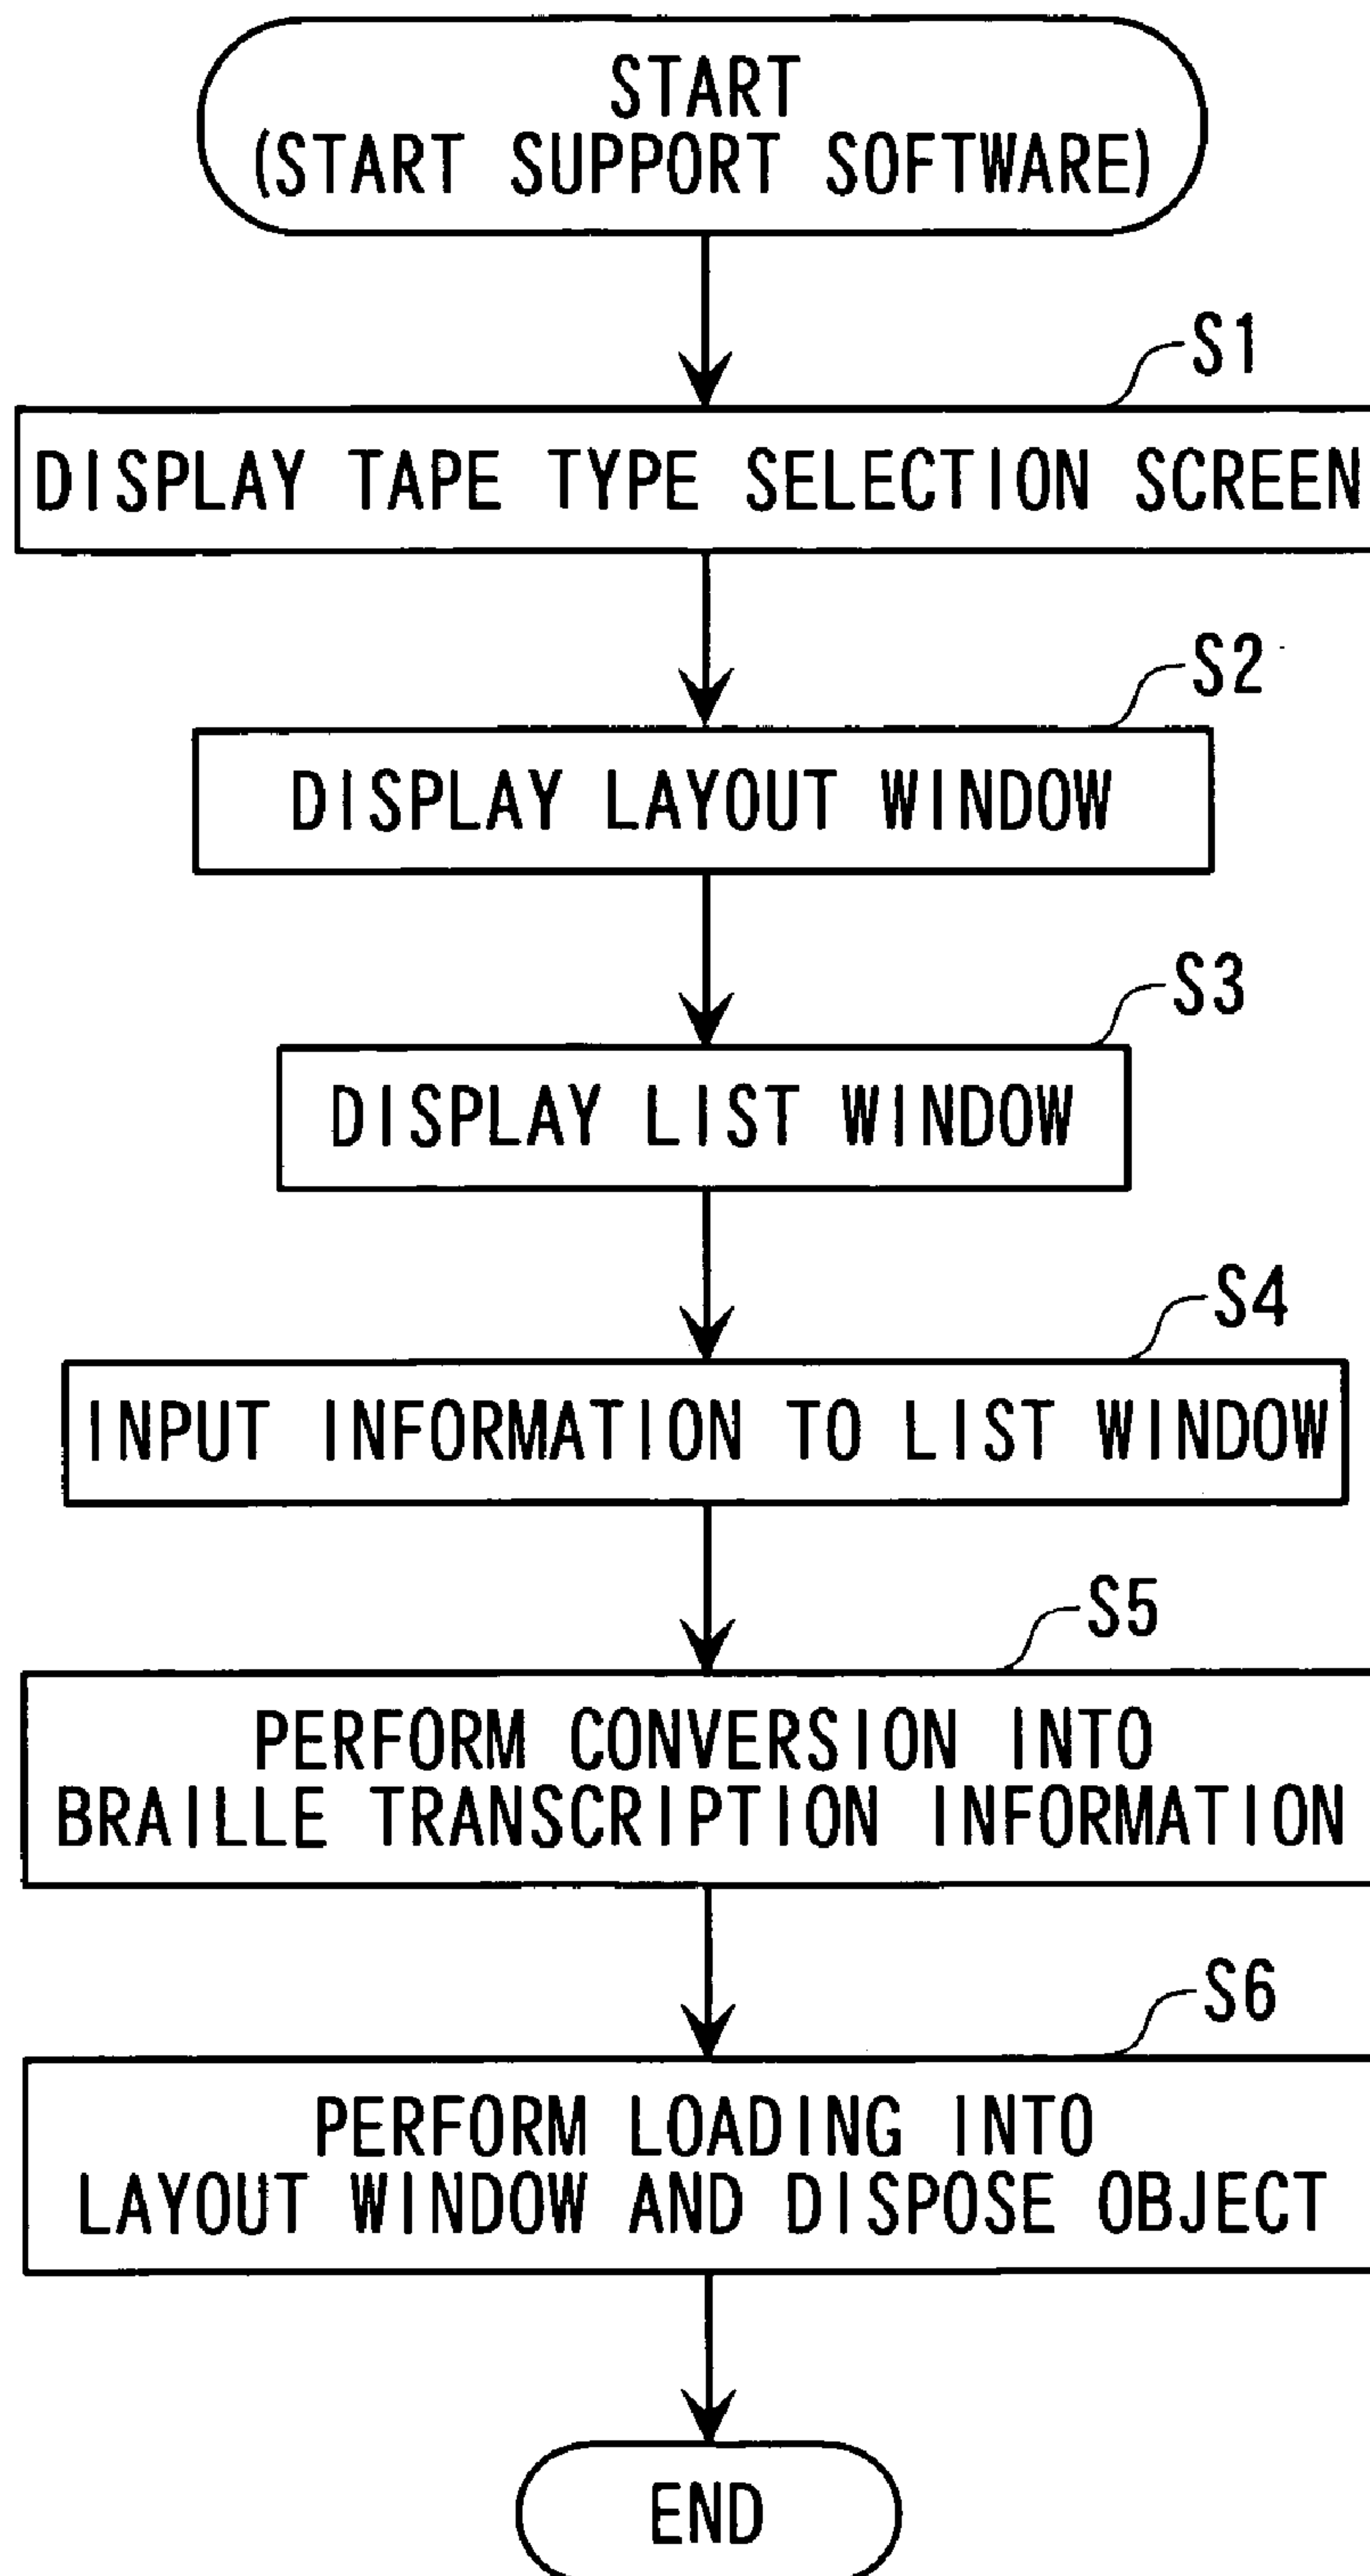 START
(START SUPPORT SOFTWARE)
S1
DISPLAY TAPE TYPE SELECTION SCREEN
S2
DISPLAY LAYOUT WINDOW
S3
DISPLAY LIST WINDOW
S4
INPUT INFORMATION TO LIST WINDOW
S5
PERFORM CONVERSION INTO
BRAILLE TRANSCRIPTION INFORMATION
S6
PERFORM LOADING INTO
LAYOUT WINDOW AND DISPOSE OBJECT
END